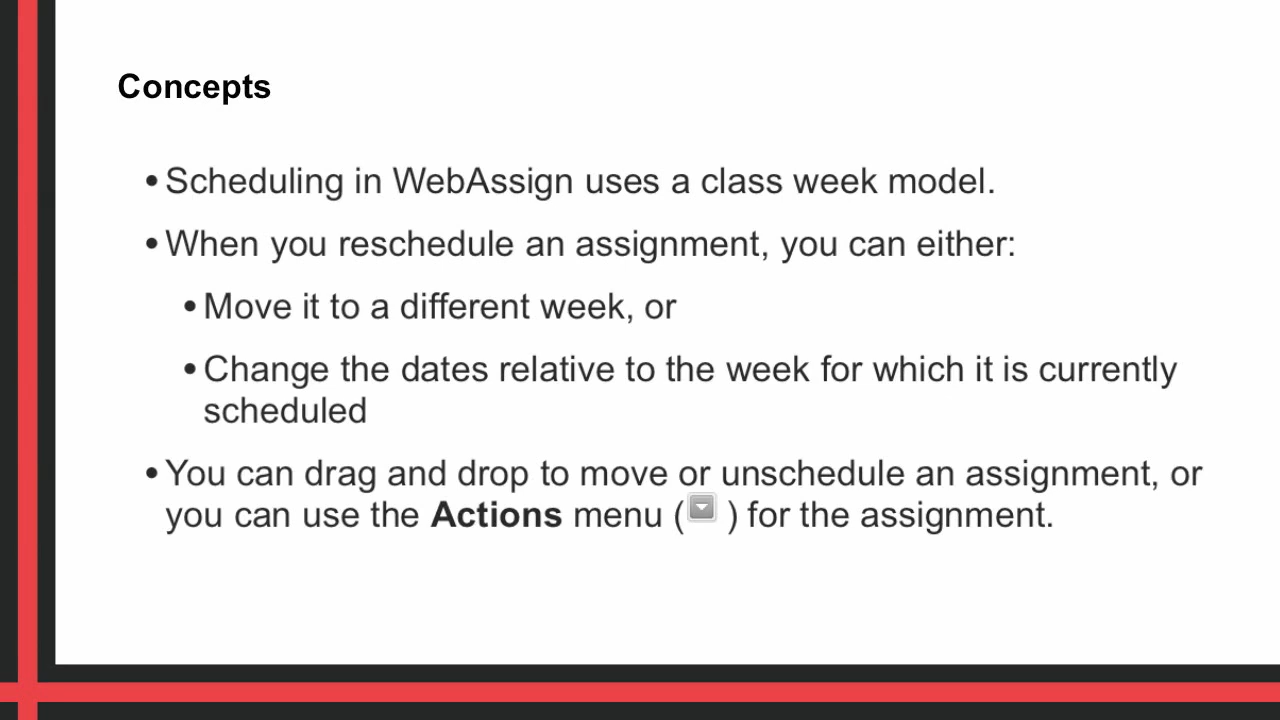 Concepts
• Scheduling in WebAssign uses a class week model.
• When you reschedule an assignment, you can either:
• Move it to a different week, or
• Change the dates relative to the week for which it is currently
scheduled
• You can drag and drop to move or unschedule an assignment, or
you can use the Actions menu ( ) for the assignment.